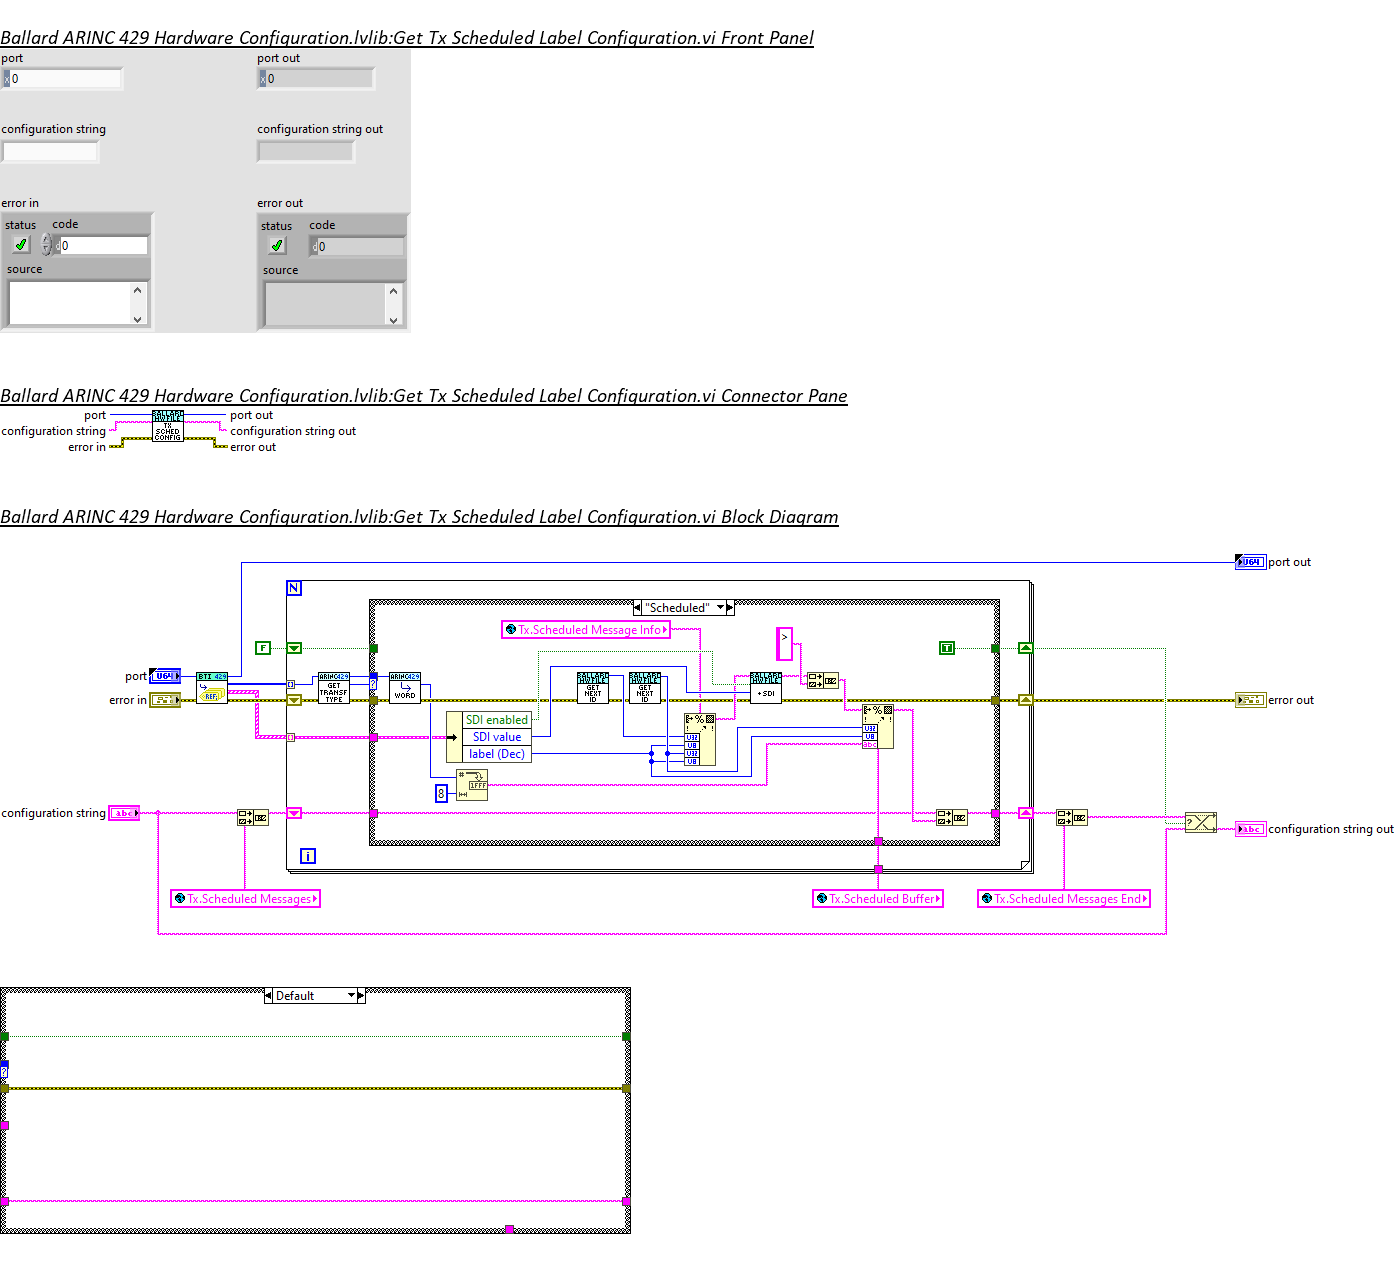 Ballard ARINC 429 Hardware Configuration.lvlib:Get Tx Scheduled Label Configuration.vi Front Panel
port
port out
x 0
x 0
configuration string
configuration string out
error in
error out
status code
status code
d 0
d 0
source
source
Ballard ARINC 429 Hardware Configuration.lvlib:Get Tx Scheduled Label Configuration.vi Connector Pane
port
BALLARD HWFILE
TX SCHED CONFIG
port out
configuration string
configuration string out
error in
error out
Ballard ARINC 429 Hardware Configuration.lvlib:Get Tx Scheduled Label Configuration.vi Block Diagram
U64 port out
N
"Scheduled"
Tx.Scheduled Message Info
>
F
T
port U64
BTI 429
REF
ARINC429
GET TRANSF TYPE
?
ARINC429
WORD
BALLARD HWFILE
GET NEXT ID
BALLARD HWFILE
GET NEXT ID
BALLARD HWFILE
+SDI
error in
error out
SDI enabled
SDI value
label (Dec)
%
U32
U8
U32
U8
%
U32
U8
abc
#
1FFF
8
configuration string abc
?
abc configuration string out
i
Tx.Scheduled Messages
Tx.Scheduled Buffer
Tx.Scheduled Messages End
Default
?